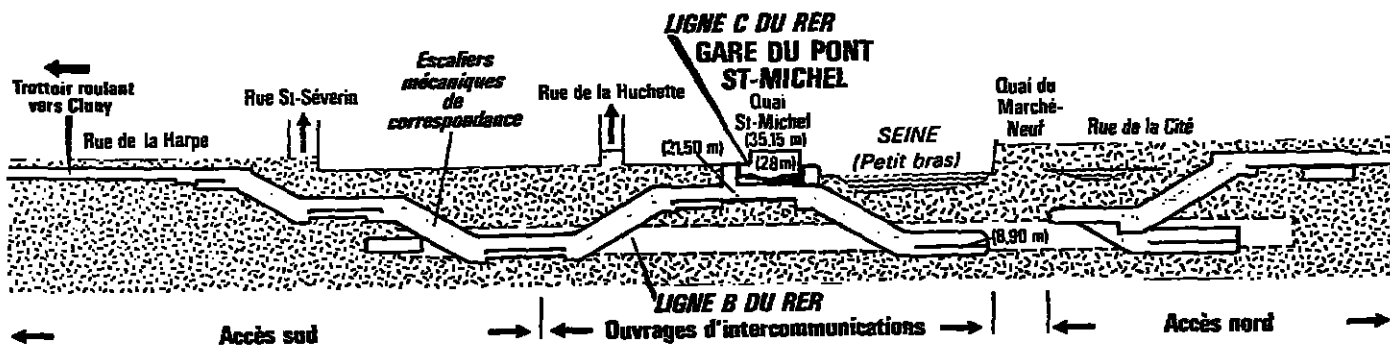 LIGNE C DU RER
GARE DU PONT
ST-MICHEL
Escaliers
mécaniques
de
correspondance
Trottoir roulant
vers Cluny
Rue St-Séverin
Rue de la Huchette
Quai
St-Michel
(35,15 m)
Quai du
Marché-
Neuf
Rue de la Harpe
SEINE
(Petit bras)
Rue de la Cité
(21,50 m)
(28m)
(8,90 m)
LIGNE B DU RER
Accès sud
Ouvrages d'intercommunications
Accès nord